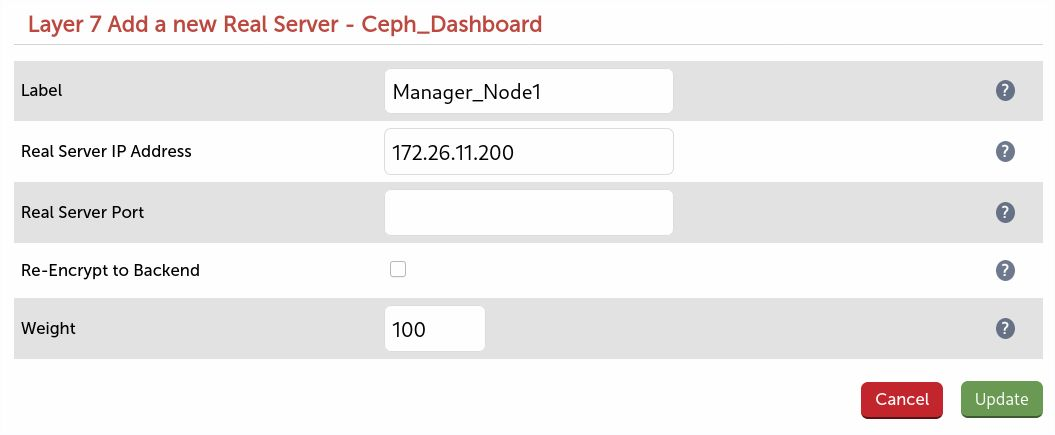 Layer 7 Add a new Real Server - Ceph_Dashboard
Label
Manager_Node1
?
Real Server IP Address
172.26.11.200
?
Real Server Port
?
Re-Encrypt to Backend
?
Weight
100
?
Cancel
Update